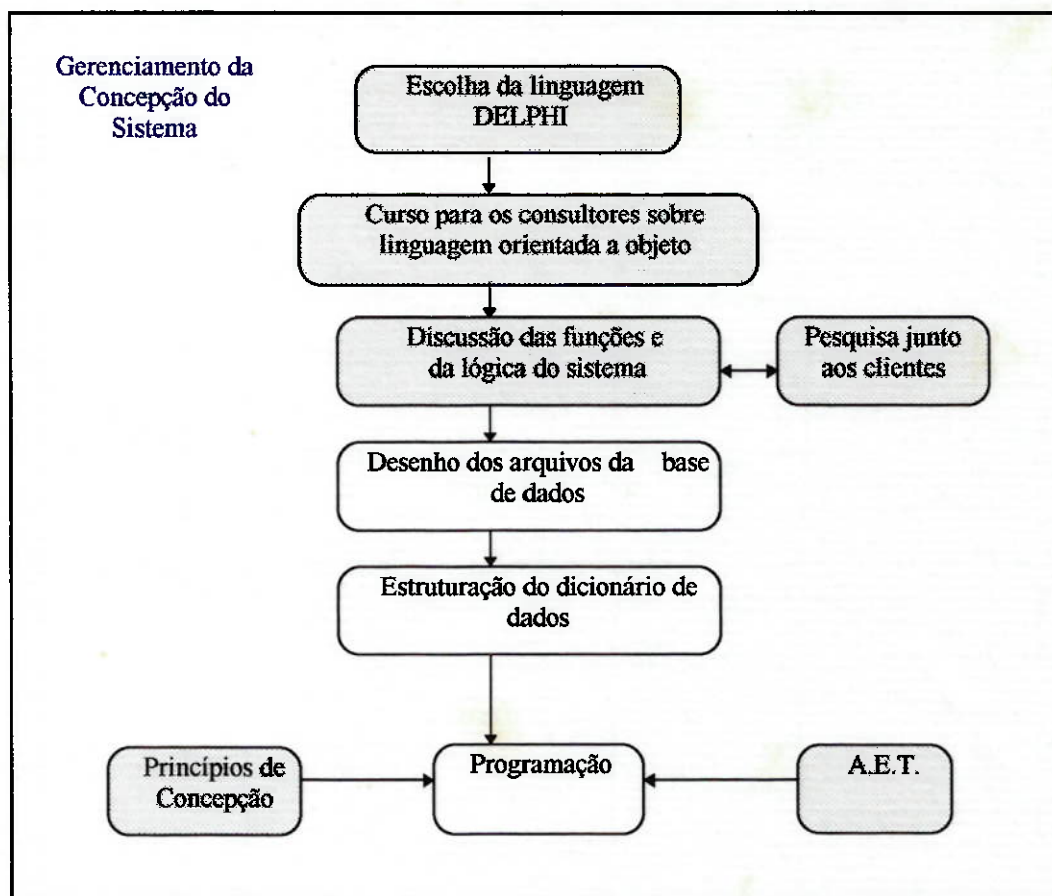 Gerenciamento da
Concepção do
Sistema
Escolha da linguagem
DELPHI
Curso para os consultores sobre
linguagem orientada a objeto
Discussão das funções e
da lógica do sistema
Pesquisa junto
aos clientes
Desenho dos arquivos da base
de dados
Estruturação do dicionário de
dados
Princípios de
Concepção
Programação
A.E.T.